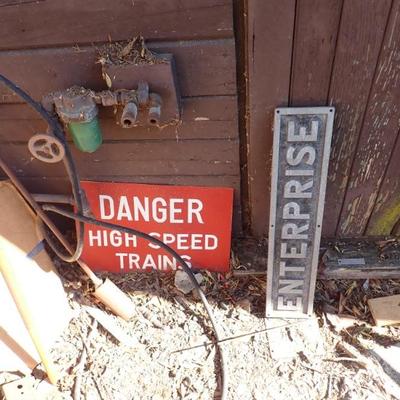 DANGER
HIGH SPEED
TRAINS
ENTERPRISE